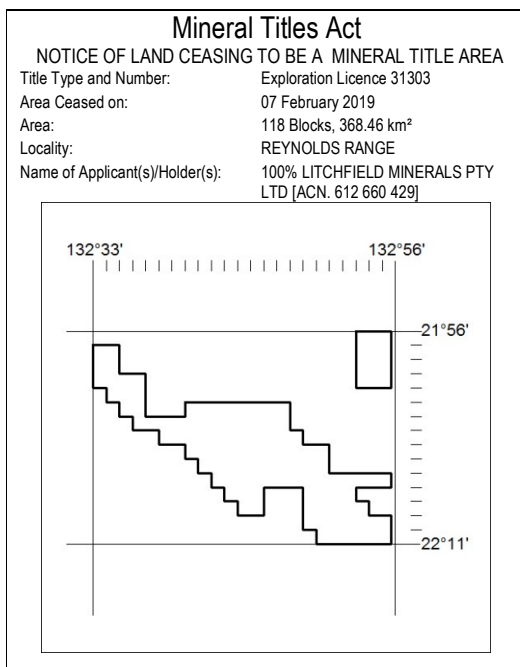 Mineral Titles Act
NOTICE OF LAND CEASING TO BE A MINERAL TITLE AREA
Title Type and Number: Exploration Licence 31303
Area Ceased on: 07 February 2019
Area: 118 Blocks, 368.46 km²
Locality: REYNOLDS RANGE
Name of Applicant(s)/Holder(s): 100% LITCHFIELD MINERALS PTY
LTD [ACN. 612 660 429]
132°33' 132°56'
21°56'
22°11'